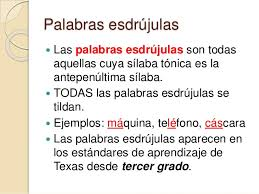 Palabras esdrújulas
Las palabras esdrújulas son todas
aquellas cuya sílaba tónica es la
antepenúltima sílaba.
TODAS las palabras esdrújulas se
tildan.
Ejemplos: máquina, teléfono, cáscara
Las palabras esdrújulas aparecen en
los estándares de aprendizaje de
Texas desde tercer grado.